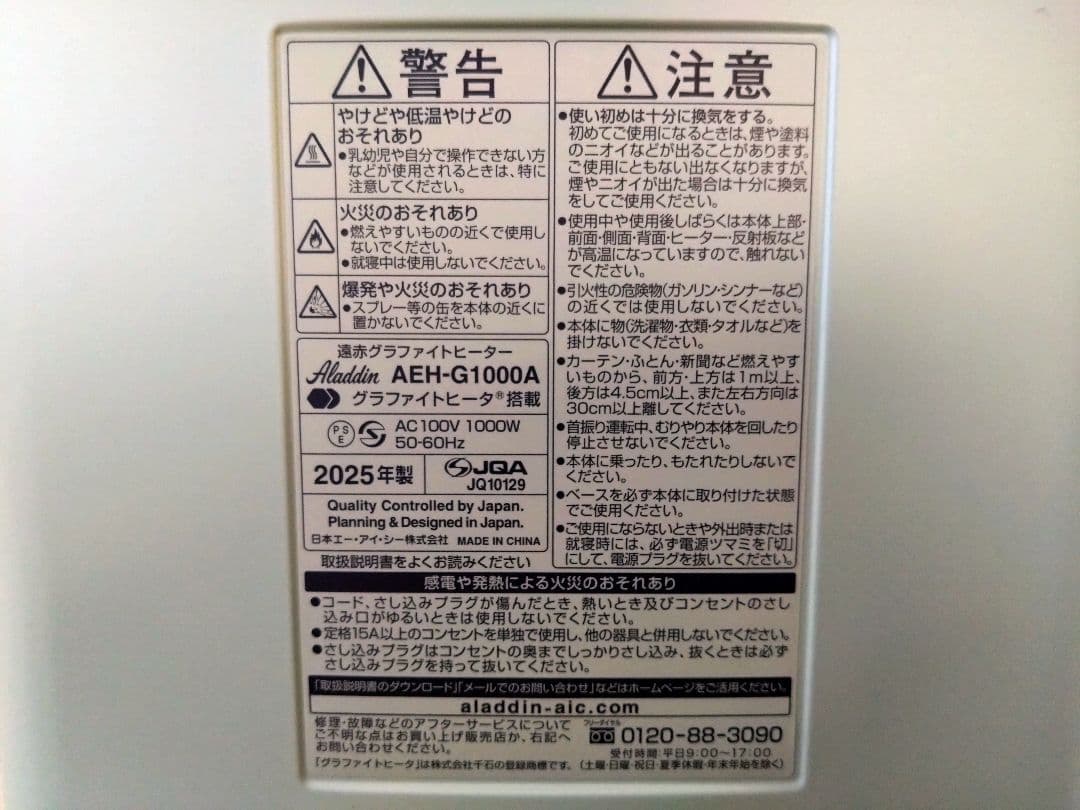 警告
やけどや低温やけどの
おそれあり
●乳幼児や自分で操作できない方
などが使用されるときは、特に
注意してください。
火災のおそれあり
●燃えやすいものの近くで使用し
ないでください。
●就寝中は使用しないでください。
爆発や火災のおそれあり
●スプレー等の缶を本体の近くに
置かないでください。
遠赤グラファイトヒーター
Aladdin AEH-G1000A
グラファイトヒータ®搭載
PSE
AC100V 1000W
50-60Hz
2025年製
JQA
JQ10129
Quality Controlled by Japan.
Planning & Designed in Japan.
日本エー・アイ・シー株式会社 MADE IN CHINA
取扱説明書をよくお読みください
注意
●使い初めは十分に換気をする。
初めてご使用になるときは、煙や塗料
のニオイなどが出ることがあります。
ご使用にともない出なくなりますが、
煙やニオイが出た場合は十分に換気
をしてご使用ください。
●使用中や使用後しばらくは本体上部・
前面・側面・背面・ヒーター・反射板など
が高温になっていますので、触れない
でください。
●引火性の危険物(ガソリン・シンナーなど)
の近くでは使用しないでください。
●本体に物(洗濯物・衣類・タオルなど)を
掛けないでください。
●カーテン・ふとん・新聞など燃えやす
いものから、前方・上方は1m以上、
後方は4.5cm以上、また左右方向は
30cm以上離してください。
●首振り運転中、むりやり本体を回したり
停止させないでください。
●本体に乗ったり、もたれたりしないで
ください。
●ベースを必ず本体に取り付けた状態
でご使用ください。
●ご使用にならないときや外出時または
就寝時には、必ず電源ツマミを「切」
にして、電源プラグを抜いてください。
感電や発熱による火災のおそれあり
●コード、さし込みプラグが傷んだとき、熱いとき及びコンセントのさし
込み口がゆるいときは使用しないでください。
●定格15A以上のコンセントを単独で使用し、他の器具と併用しないでください。
●さし込みプラグはコンセントの奥までしっかりさし込み、抜くときは必ず
さし込みプラグを持って抜いてください。
「取扱説明書のダウンロード」「メールでのお問い合わせ」などはホームページをご活用ください。
aladdin-aic.com
修理・故障などのアフターサービスについて
ご不明な点はお買い上げ販売店か、右記へ
お問い合わせください。
フリーダイヤル
0120-88-3090
受付時間:平日9:00〜17:00
「グラファイトヒータ」は株式会社千石の登録商標です。(土曜・日曜・祝日・夏季休暇・年末年始を除く)